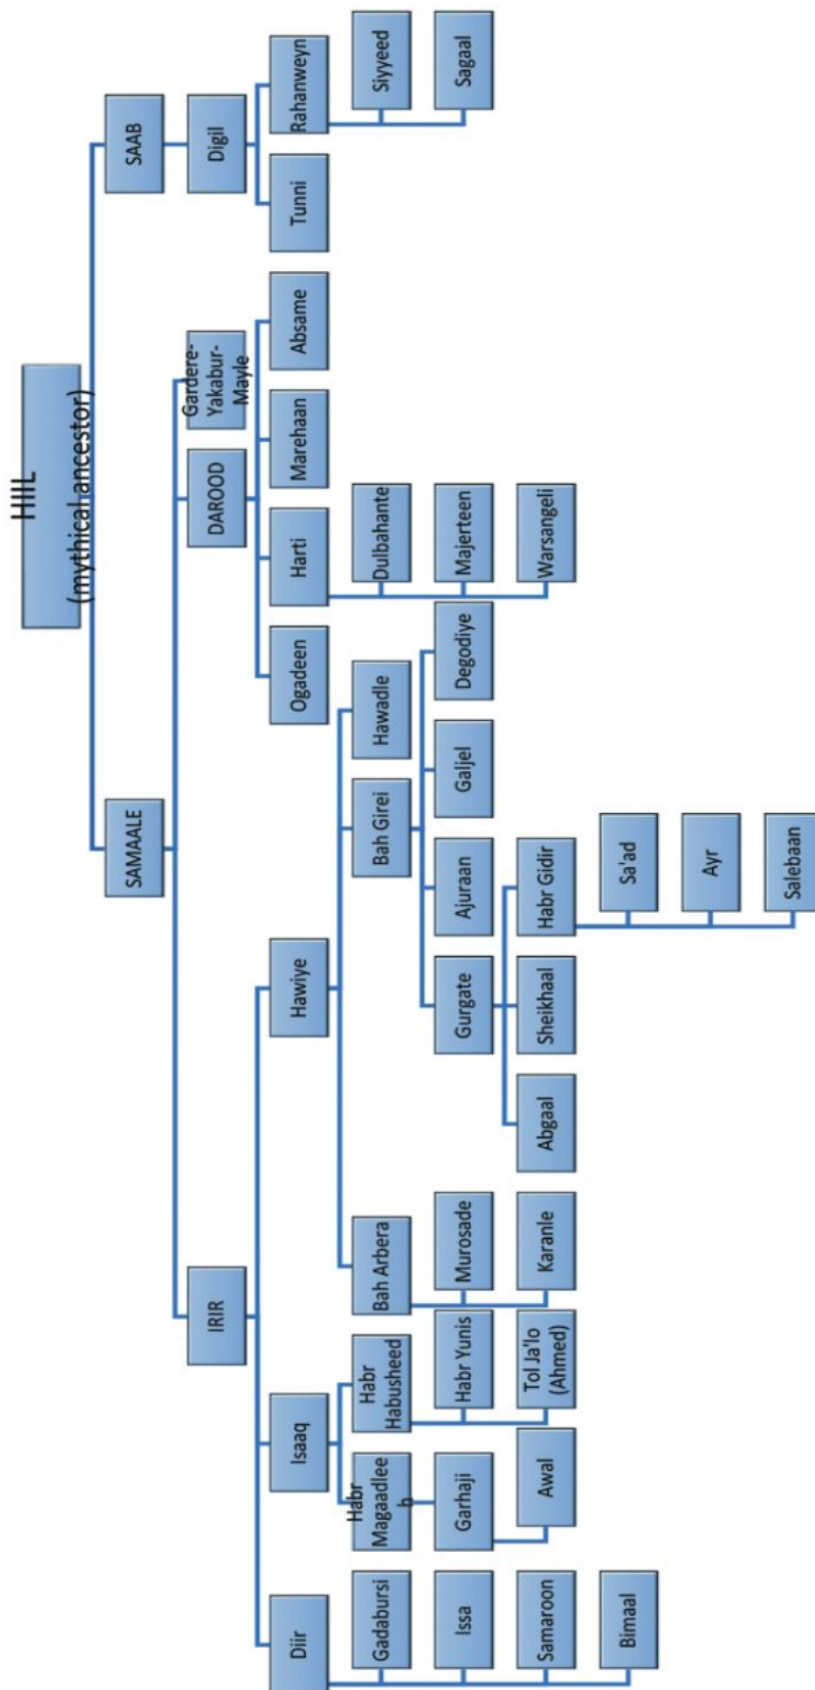 HIIL
(mythical ancestor)
SAMAALE
SAAB
IRIR
DAROOD
Gardere-
Yakabur-
Mayle
Digil
Diir
Isaaq
Hawiye
Ogadeen
Harti
Marehaan
Absame
Tunni
Rahanweyn
Gadabursi
Habr
Magaadlee
h
Habr
Habusheed
Bah Arbera
Bah Girei
Hawadle
Dulbahante
Siyyeed
Issa
Garhaji
Habr Yunis
Murosade
Gurgate
Ajuraan
Galjel
Degodiye
Majerteen
Sagaal
Samaroon
Awal
Tol Ja'lo
(Ahmed)
Karanle
Abgaal
Sheikhaal
Habr Gidir
Warsangeli
Bimaal
Sa'ad
Ayr
Salebaan